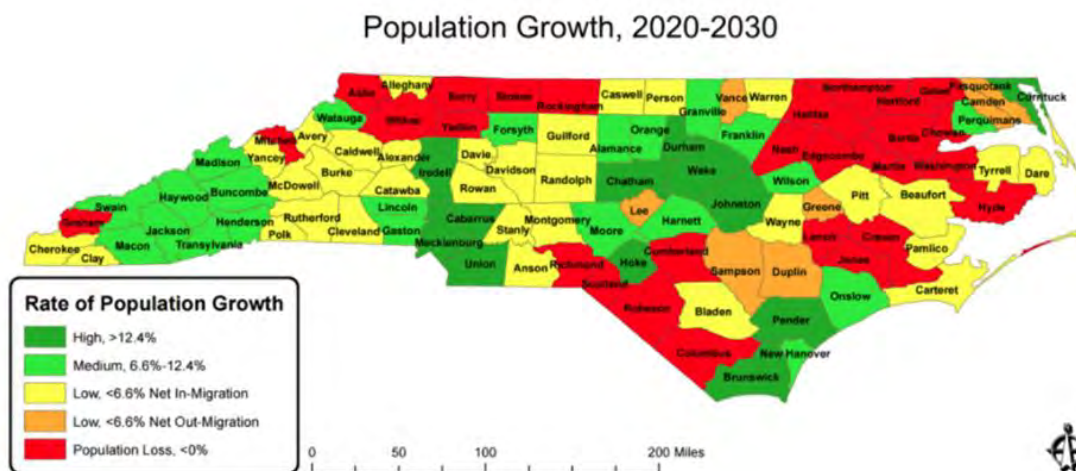 Population Growth, 2020-2030
Ashe Alleghany Surry Stokes Rockingham Caswell Person Granville Vance Warren Halifax Northampton Hertford Gates Pasquotank Camden Currituck Perquimans Chowan
Watauga Wilkes Yadkin Forsyth Guilford Alamance Orange Durham Franklin Nash Edgecombe Bertie Martin Washington Tyrrell Dare
Mitchell Avery Yancey Caldwell Alexander Iredell Davie Davidson Randolph Chatham Wake Wilson Pitt Beaufort Hyde
Madison Haywood Buncombe McDowell Burke Catawba Rowan Lee Johnston Greene
Graham Swain Jackson Henderson Rutherford Cleveland Lincoln Gaston Cabarrus Montgomery Stanly Moore Harnett Wayne Lenoir Craven Pamlico
Cherokee Clay Macon Transylvania Polk Mecklenburg Union Anson Richmond Hoke Cumberland Sampson Duplin Jones Carteret
Scotland Robeson Bladen Onslow Pender
Columbus New Hanover Brunswick
Rate of Population Growth
High, >12.4%
Medium, 6.6%-12.4%
Low, <6.6% Net In-Migration
Low, <6.6% Net Out-Migration
Population Loss, <0%
0 50 100 200 Miles